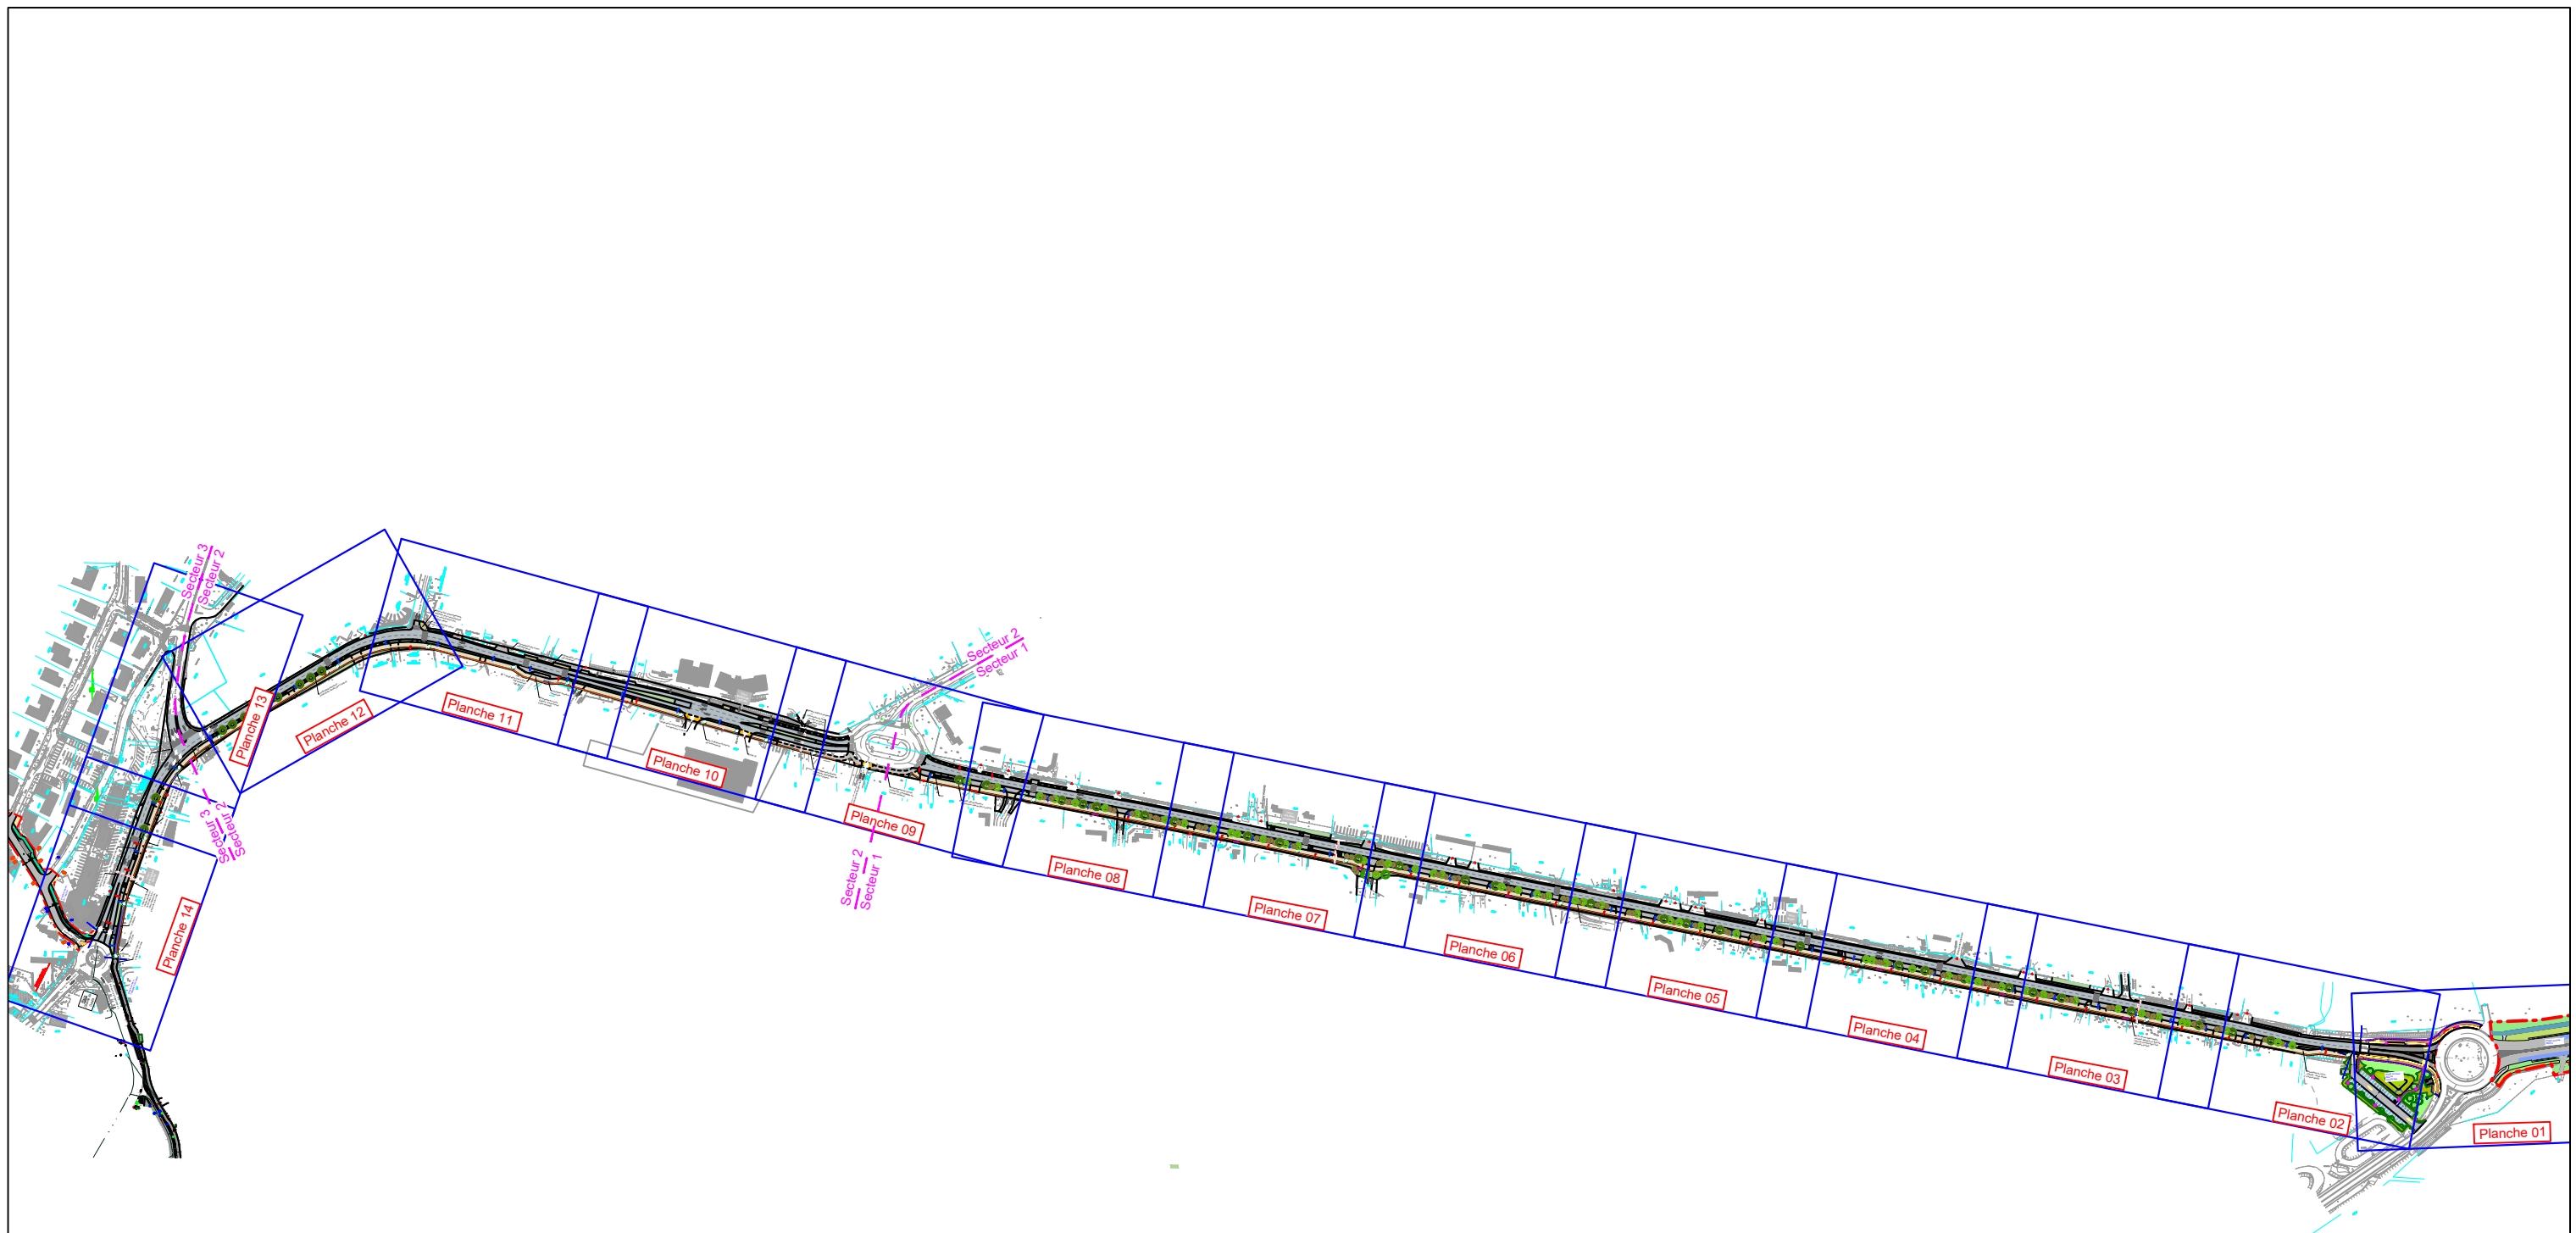 Secteur 3
Secteur 2
Secteur 2
Secteur 1
Planche 13
Planche 12
Planche 11
Planche 10
Planche 09
Secteur 3
Secteur 2
Secteur 2
Secteur 1
Planche 14
Planche 08
Planche 07
Planche 06
Planche 05
Planche 04
Planche 03
Planche 02
Planche 01